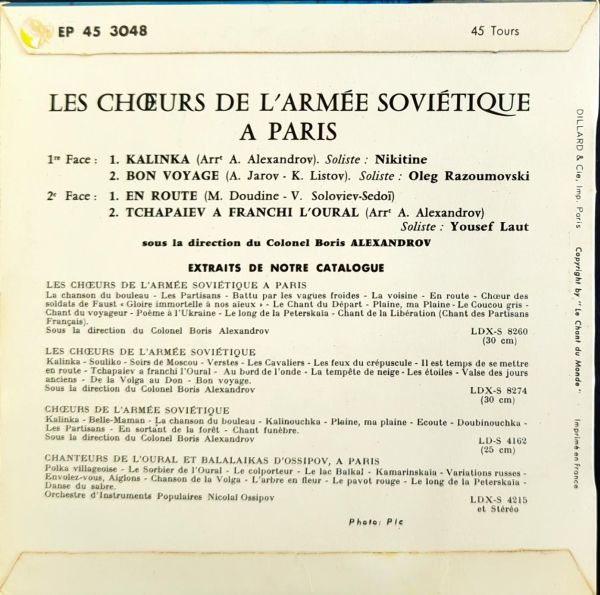 EP 45 3048
45 Tours
LES CHŒURS DE L'ARMÉE SOVIÉTIQUE
A PARIS
1re Face : 1. KALINKA (Arrt A. Alexandrov). Soliste : Nikitine
2. BON VOYAGE (A. Jarov - K. Listov). Soliste : Oleg Razoumovski
2e Face : 1. EN ROUTE (M. Doudine - V. Soloviev-Sedoï)
2. TCHAPAIEV A FRANCHI L'OURAL (Arrt A. Alexandrov)
Soliste : Yousef Laut
sous la direction du Colonel Boris ALEXANDROV
EXTRAITS DE NOTRE CATALOGUE
LES CHŒURS DE L'ARMÉE SOVIÉTIQUE A PARIS
La chanson du bouleau - Les Partisans - Battu par les vagues froides - La voisine - En route - Chœur des
soldats de Faust « Gloire immortelle à nos aïeux » - Le Chant du Départ - Plaine, ma Plaine - Le Coucou gris -
Chant du voyageur - Poème à l'Ukraine - Le long de la Peterskaïa - Chant de la Libération (Chant des Partisans
Français).
Sous la direction du Colonel Boris Alexandrov
LDX-S 8260
(30 cm)
LES CHŒURS DE L'ARMÉE SOVIÉTIQUE
Kalinka - Souliko - Soirs de Moscou - Verstes - Les Cavaliers - Les feux du crépuscule - Il est temps de se mettre
en route - Tchapaiev a franchi l'Oural - Au bord de l'onde - La tempête de neige - Les étoiles - Valse des jours
anciens - De la Volga au Don - Bon voyage.
Sous la direction du Colonel Boris Alexandrov
LDX-S 8274
(30 cm)
CHŒURS DE L'ARMÉE SOVIÉTIQUE
Kalinka - Belle-Maman - La chanson du bouleau - Kalinouchka - Plaine, ma plaine - Ecoute - Doubinouchka -
Les Partisans - En sortant de la forêt - Chant funèbre.
Sous la direction du Colonel Boris Alexandrov
LD-S 4162
(25 cm)
CHANTEURS DE L'OURAL ET BALALAIKAS D'OSSIPOV, A PARIS
Polka villageoise - Le Sorbier de l'Oural - Le colporteur - Le lac Baïkal - Kamarinskaïa - Variations russes -
Envolez-vous, Aiglons - Chanson de la Volga - L'arbre en fleur - Le pavot rouge - Le long de la Peterskaïa -
Danse du sabre.
Orchestre d'Instruments Populaires Nicolaï Ossipov
LDX-S 4215
et Stéréo
Photo: Pic
DILLARD & Cie, Imp. Paris Copyright by "Le Chant du Monde" Imprimé en France